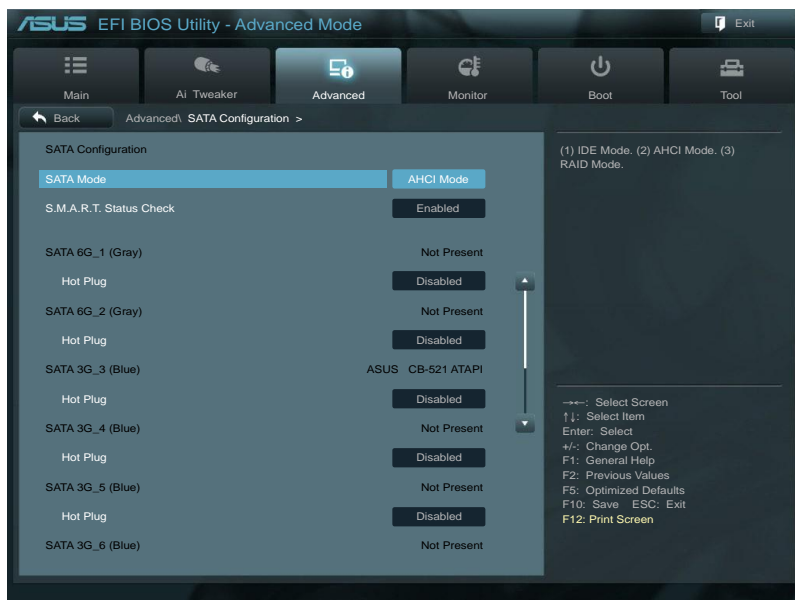 ASUS EFI BIOS Utility - Advanced Mode
Exit
Main
Ai Tweaker
Advanced
Monitor
Boot
Tool
Back
Advanced\ SATA Configuration >
SATA Configuration
SATA Mode AHCI Mode
S.M.A.R.T. Status Check Enabled
SATA 6G_1 (Gray) Not Present
Hot Plug Disabled
SATA 6G_2 (Gray) Not Present
Hot Plug Disabled
SATA 3G_3 (Blue) ASUS CB-521 ATAPI
Hot Plug Disabled
SATA 3G_4 (Blue) Not Present
Hot Plug Disabled
SATA 3G_5 (Blue) Not Present
Hot Plug Disabled
SATA 3G_6 (Blue) Not Present
(1) IDE Mode. (2) AHCI Mode. (3)
RAID Mode.
→←: Select Screen
↑↓: Select Item
Enter: Select
+/-: Change Opt.
F1: General Help
F2: Previous Values
F5: Optimized Defaults
F10: Save ESC: Exit
F12: Print Screen